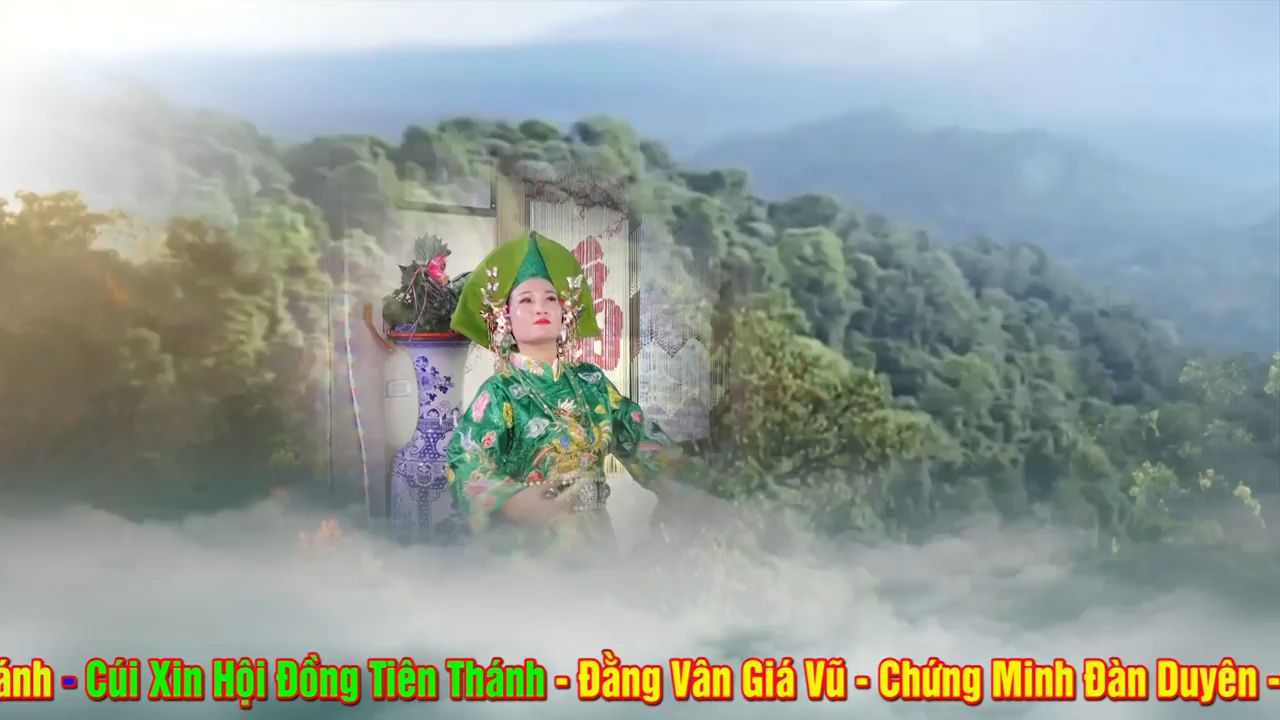 ánh - Cúi Xin Hội Đồng Tiên Thánh - Đằng Vân Giá Vũ - Chứng Minh Đàn Duyên -